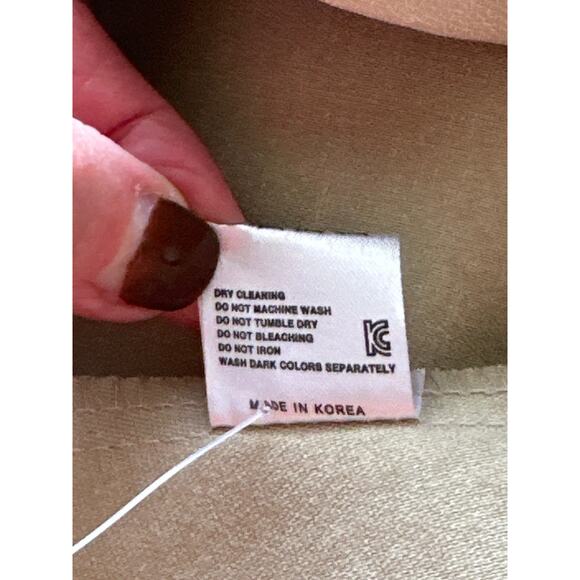 DRY CLEANING
DO NOT MACHINE WASH
DO NOT TUMBLE DRY
DO NOT BLEACHING
DO NOT IRON
WASH DARK COLORS SEPARATELY
KC
MADE IN KOREA